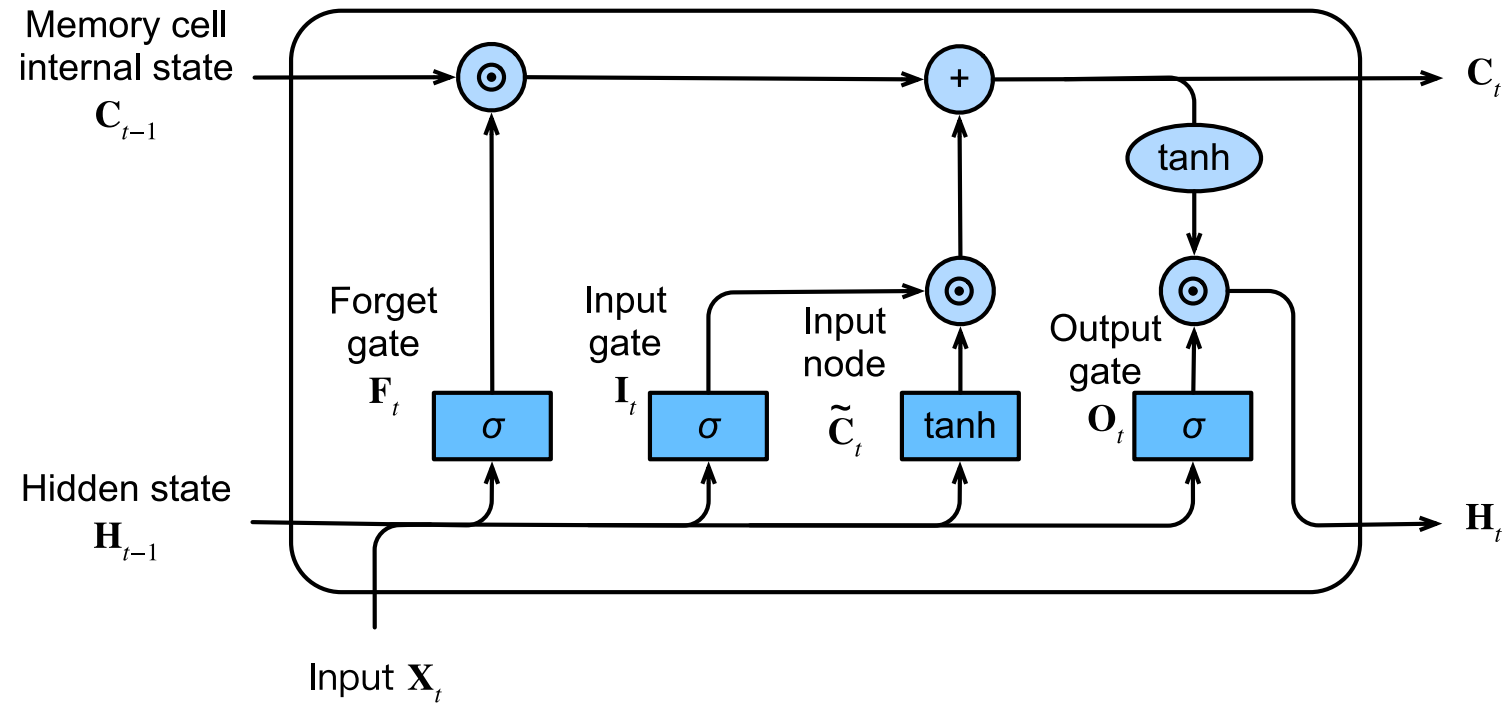 Memory cell
internal state
C_{t−1}
⊙
+
C_t
tanh
Forget
gate
F_t
Input
gate
I_t
⊙
Input
node
C̃_t
⊙
Output
gate
O_t
σ
σ
tanh
σ
Hidden state
H_{t−1}
H_t
Input X_t